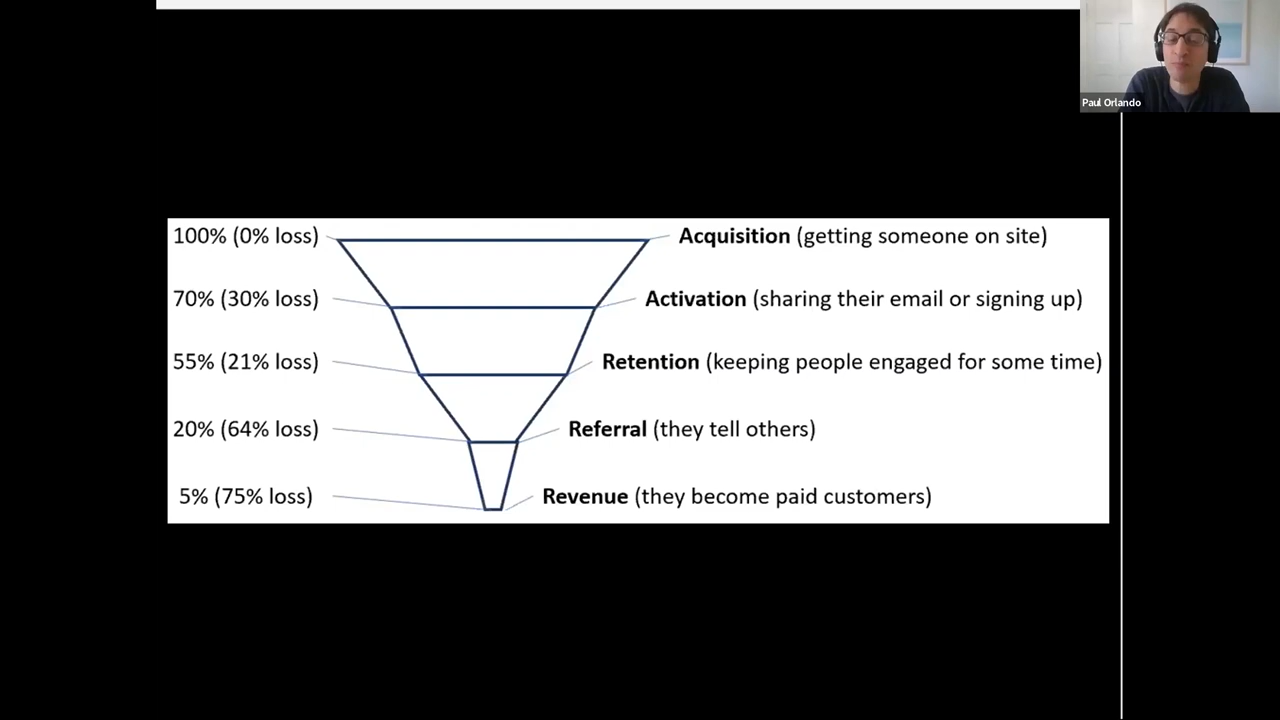 Paul Orlando
100% (0% loss) Acquisition (getting someone on site)
70% (30% loss) Activation (sharing their email or signing up)
55% (21% loss) Retention (keeping people engaged for some time)
20% (64% loss) Referral (they tell others)
5% (75% loss) Revenue (they become paid customers)